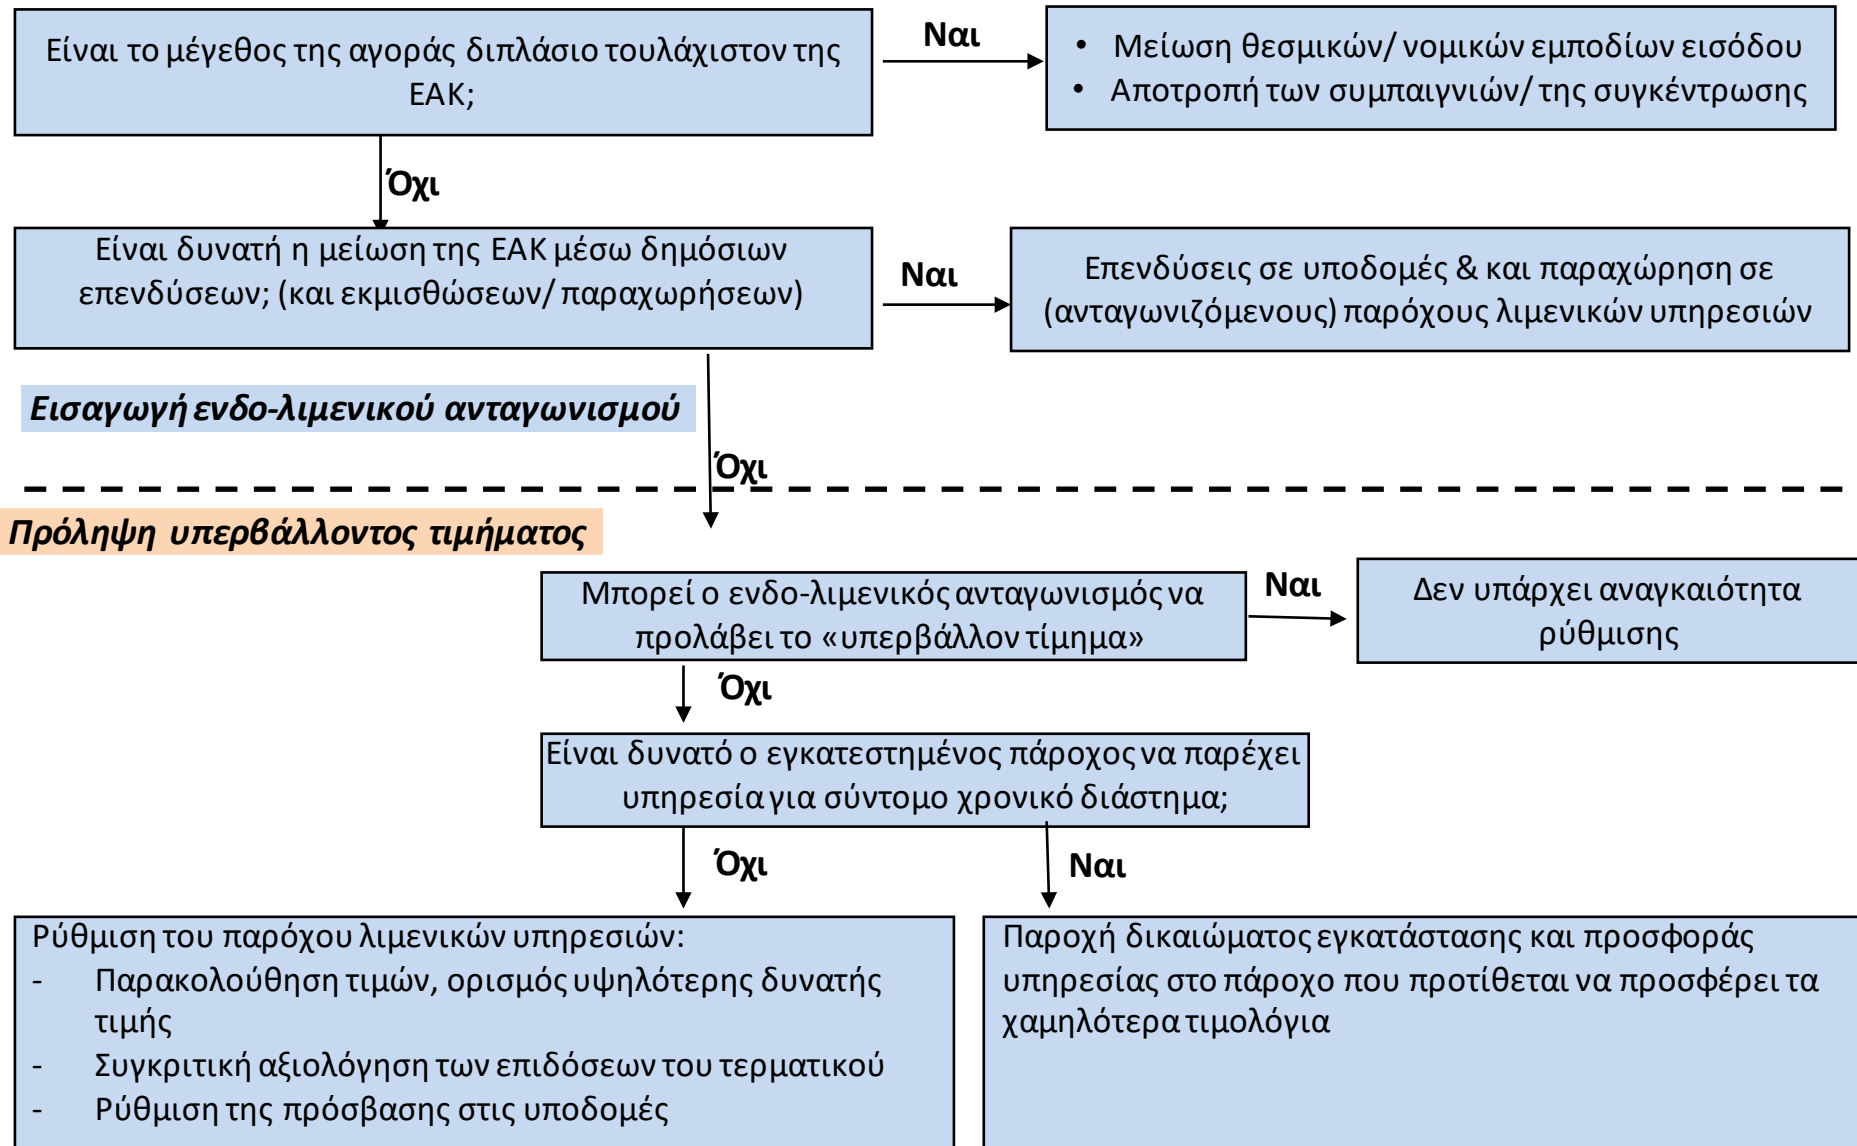 Είναι το μέγεθος της αγοράς διπλάσιο τουλάχιστον της
ΕΑΚ;
Ναι
• Μείωση θεσμικών/ νομικών εμποδίων εισόδου
• Αποτροπή των συμπαιγνιών/ της συγκέντρωσης
Όχι
Είναι δυνατή η μείωση της ΕΑΚ μέσω δημόσιων
επενδύσεων; (και εκμισθώσεων/ παραχωρήσεων)
Ναι
Επενδύσεις σε υποδομές & και παραχώρηση σε
(ανταγωνιζόμενους) παρόχους λιμενικών υπηρεσιών
Εισαγωγή ενδο-λιμενικού ανταγωνισμού
Όχι
Πρόληψη υπερβάλλοντος τιμήματος
Μπορεί ο ενδο-λιμενικός ανταγωνισμός να
προλάβει το «υπερβάλλον τίμημα»
Ναι
Δεν υπάρχει αναγκαιότητα
ρύθμισης
Όχι
Είναι δυνατό ο εγκατεστημένος πάροχος να παρέχει
υπηρεσία για σύντομο χρονικό διάστημα;
Όχι
Ναι
Ρύθμιση του παρόχου λιμενικών υπηρεσιών:
- Παρακολούθηση τιμών, ορισμός υψηλότερης δυνατής
τιμής
- Συγκριτική αξιολόγηση των επιδόσεων του τερματικού
- Ρύθμιση της πρόσβασης στις υποδομές
Παροχή δικαιώματος εγκατάστασης και προσφοράς
υπηρεσίας στο πάροχο που προτίθεται να προσφέρει τα
χαμηλότερα τιμολόγια